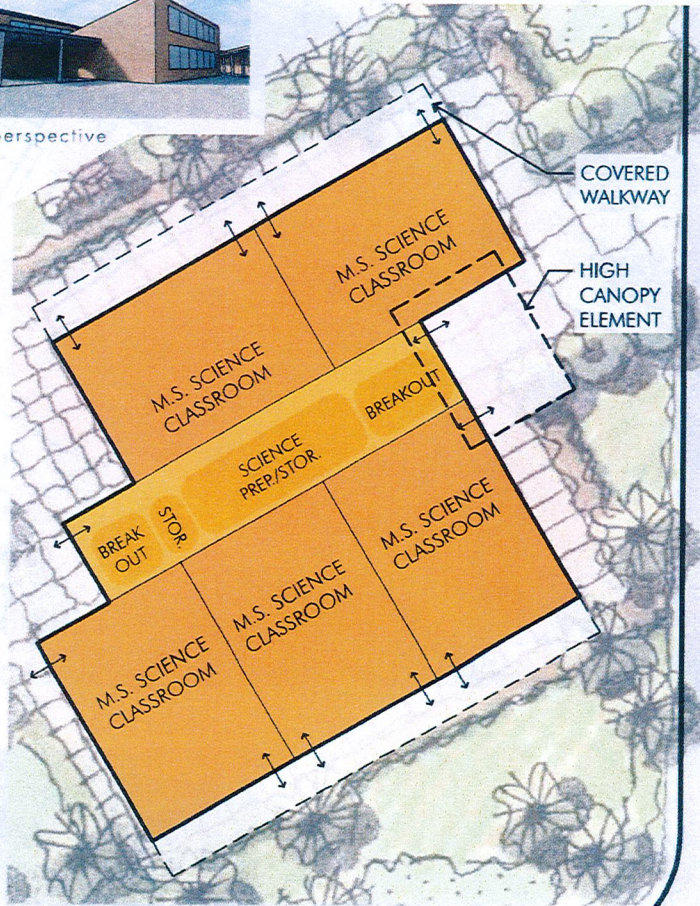 perspective
COVERED
WALKWAY
HIGH
CANOPY
ELEMENT
M.S. SCIENCE
CLASSROOM
M.S. SCIENCE
CLASSROOM
BREAKOUT
SCIENCE
PREP./STOR.
STOR.
BREAK
OUT
M.S. SCIENCE
CLASSROOM
M.S. SCIENCE
CLASSROOM
M.S. SCIENCE
CLASSROOM